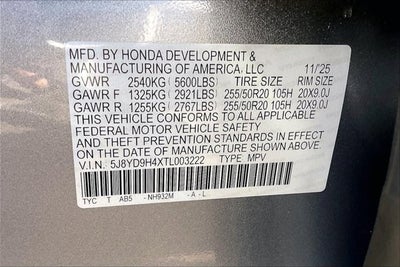 MFD. BY HONDA DEVELOPMENT &
MANUFACTURING OF AMERICA, LLC 11/25
GVWR 2540KG (5600LBS) TIRE SIZE RIM SIZE
GAWR F 1325KG (2921LBS) 255/50R20 105H 20X9.0J
GAWR R 1255KG (2767LBS) 255/50R20 105H 20X9.0J
THIS VEHICLE CONFORMS TO ALL APPLICABLE
FEDERAL MOTOR VEHICLE SAFETY
AND THEFT PREVENTION STANDARDS IN EFFECT
ON THE DATE OF MANUFACTURE SHOWN ABOVE.
V.I.N. 5J8YD9H4XTL003222 TYPE MPV
TYC T AB5 -NH932M -A -L